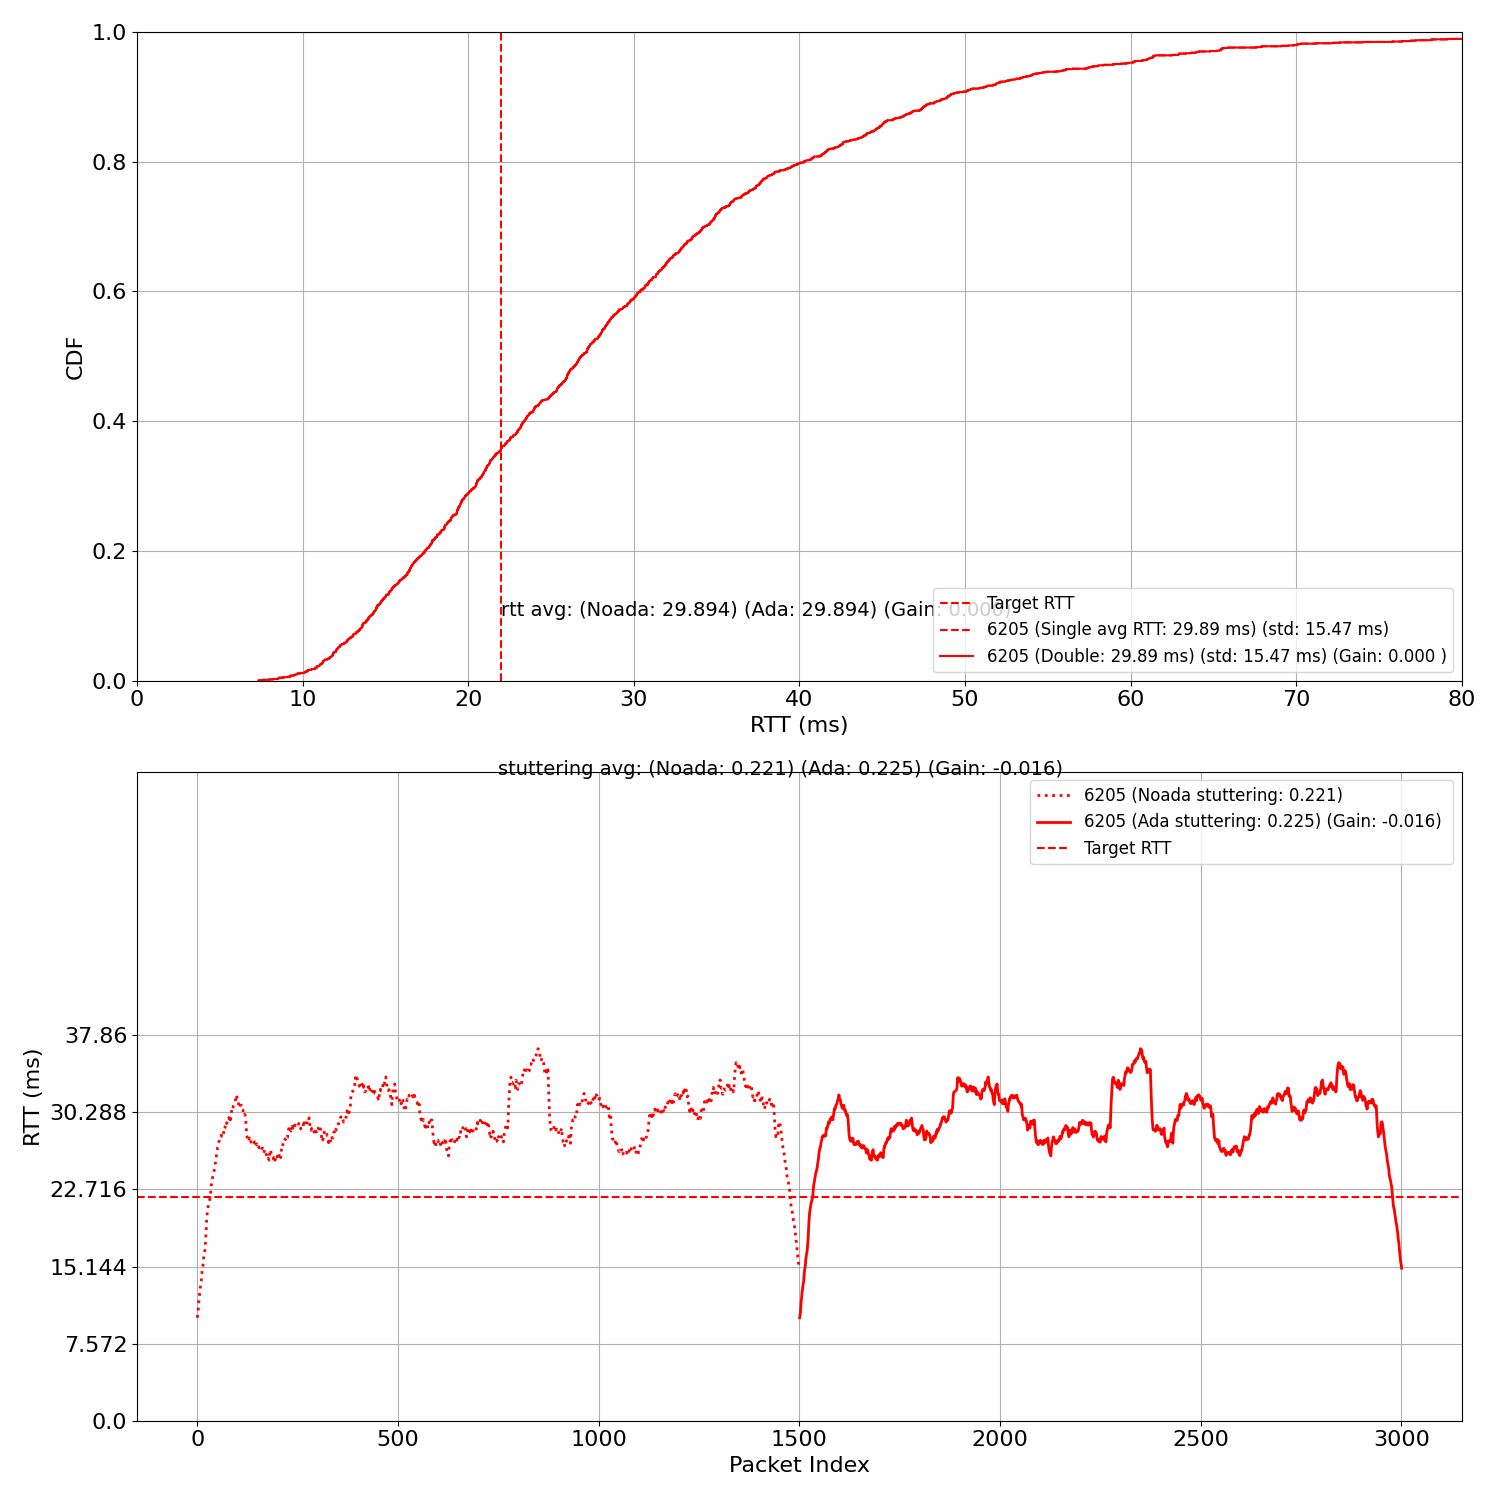 1.0
0.8
0.6
0.4
0.2
0.0
CDF
rtt avg: (Noada: 29.894) (Ada: 29.894) (Gain: 0.000)
Target RTT
6205 (Single avg RTT: 29.89 ms) (std: 15.47 ms)
6205 (Double: 29.89 ms) (std: 15.47 ms) (Gain: 0.000 )
0 10 20 30 40 50 60 70 80
RTT (ms)
stuttering avg: (Noada: 0.221) (Ada: 0.225) (Gain: -0.016)
6205 (Noada stuttering: 0.221)
6205 (Ada stuttering: 0.225) (Gain: -0.016)
Target RTT
37.86
30.288
22.716
15.144
7.572
0.0
RTT (ms)
0 500 1000 1500 2000 2500 3000
Packet Index